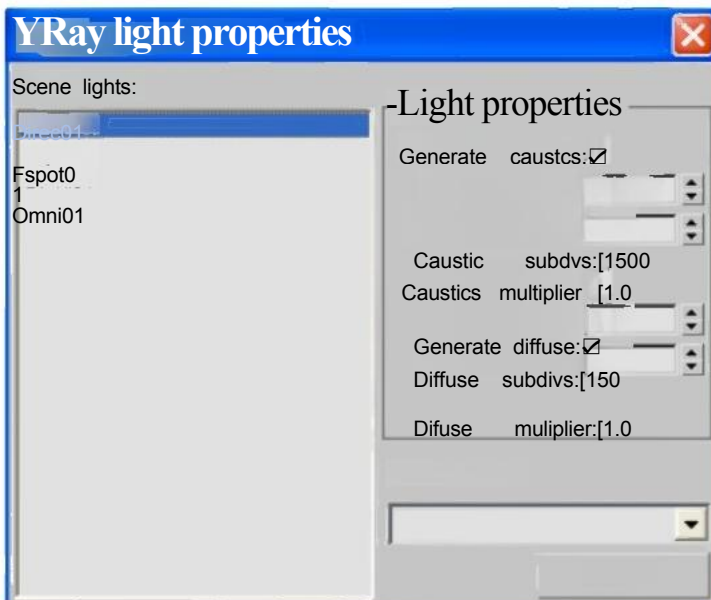 YRay light properties
Scene lights:
Direc01
Fspot0
1
Omni01
-Light properties
Generate caustcs:☑
Caustic subdvs:[1500
Caustics multiplier [1.0
Generate diffuse:☑
Diffuse subdivs:[150
Difuse muliplier:[1.0